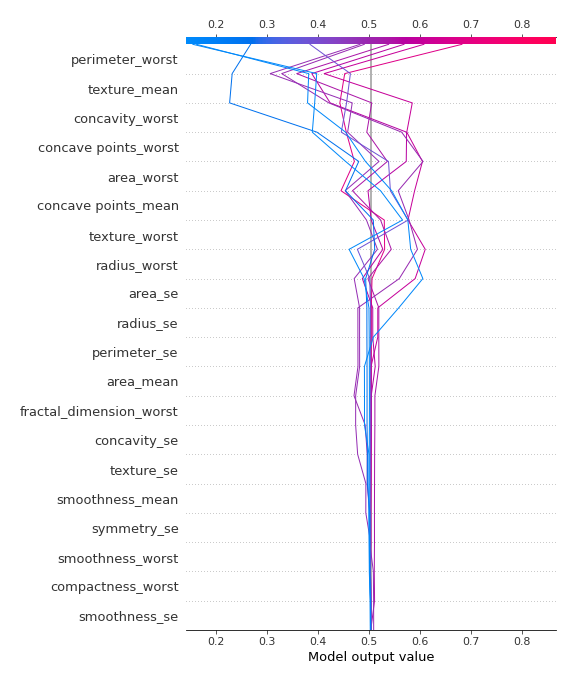 0.2 0.3 0.4 0.5 0.6 0.7 0.8
perimeter_worst
texture_mean
concavity_worst
concave points_worst
area_worst
concave points_mean
texture_worst
radius_worst
area_se
radius_se
perimeter_se
area_mean
fractal_dimension_worst
concavity_se
texture_se
smoothness_mean
symmetry_se
smoothness_worst
compactness_worst
smoothness_se
0.2 0.3 0.4 0.5 0.6 0.7 0.8
Model output value